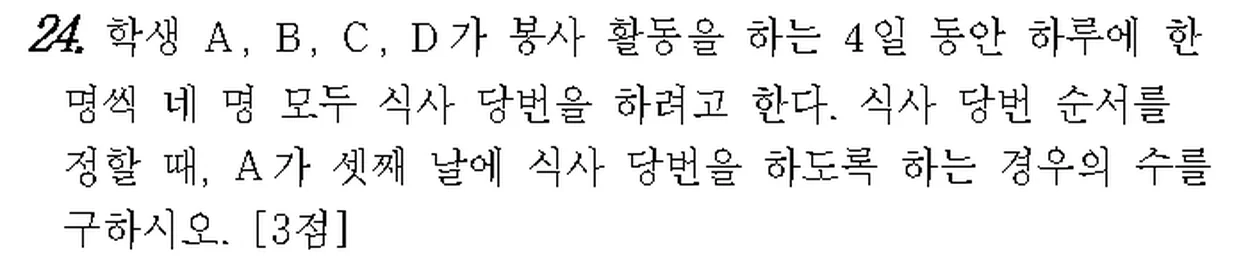 24. 학생 A, B, C, D가 봉사 활동을 하는 4일 동안 하루에 한
명씩 네 명 모두 식사 당번을 하려고 한다. 식사 당번 순서를
정할 때, A가 셋째 날에 식사 당번을 하도록 하는 경우의 수를
구하시오. [3점]